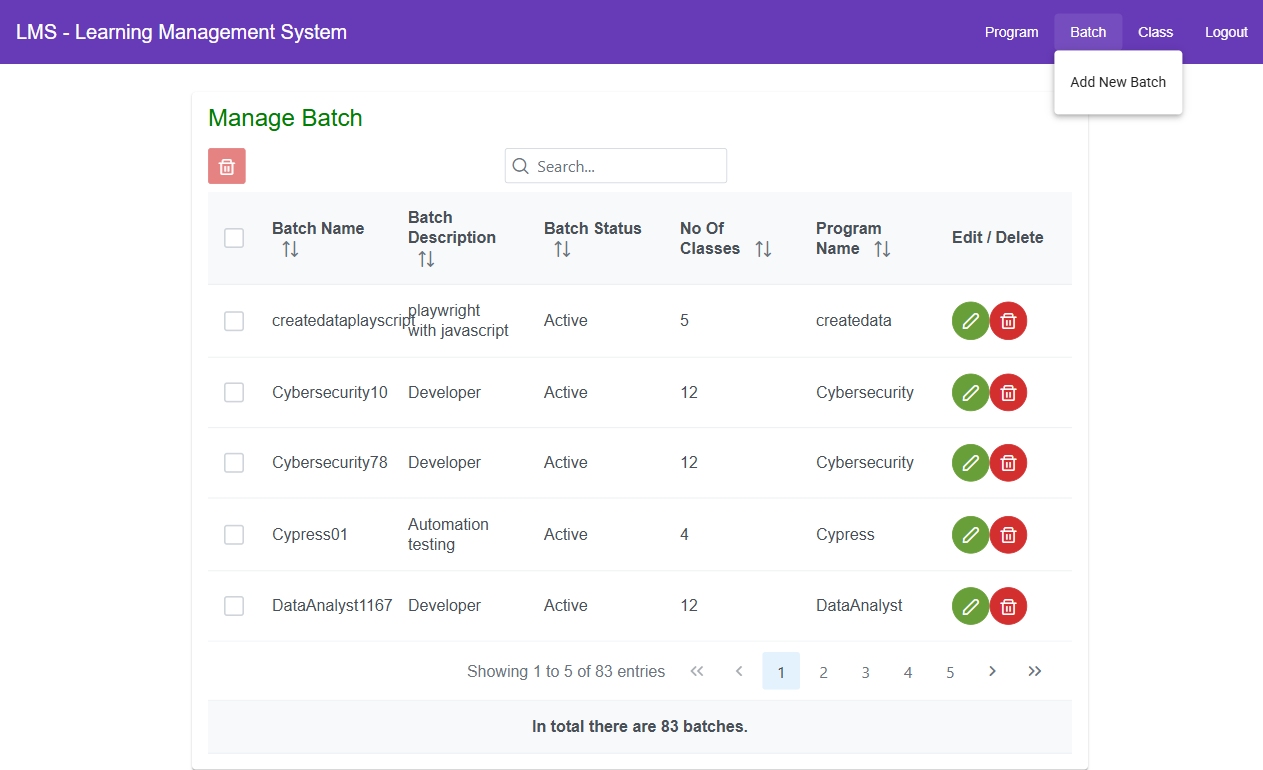 LMS - Learning Management System
Program Batch Class Logout
Add New Batch
Manage Batch
Search...
Batch Name
Batch Description
Batch Status
No Of Classes
Program Name
Edit / Delete
createdataplayscript playwright with javascript Active 5 createdata
Cybersecurity10 Developer Active 12 Cybersecurity
Cybersecurity78 Developer Active 12 Cybersecurity
Cypress01 Automation testing Active 4 Cypress
DataAnalyst1167 Developer Active 12 DataAnalyst
Showing 1 to 5 of 83 entries 1 2 3 4 5
In total there are 83 batches.